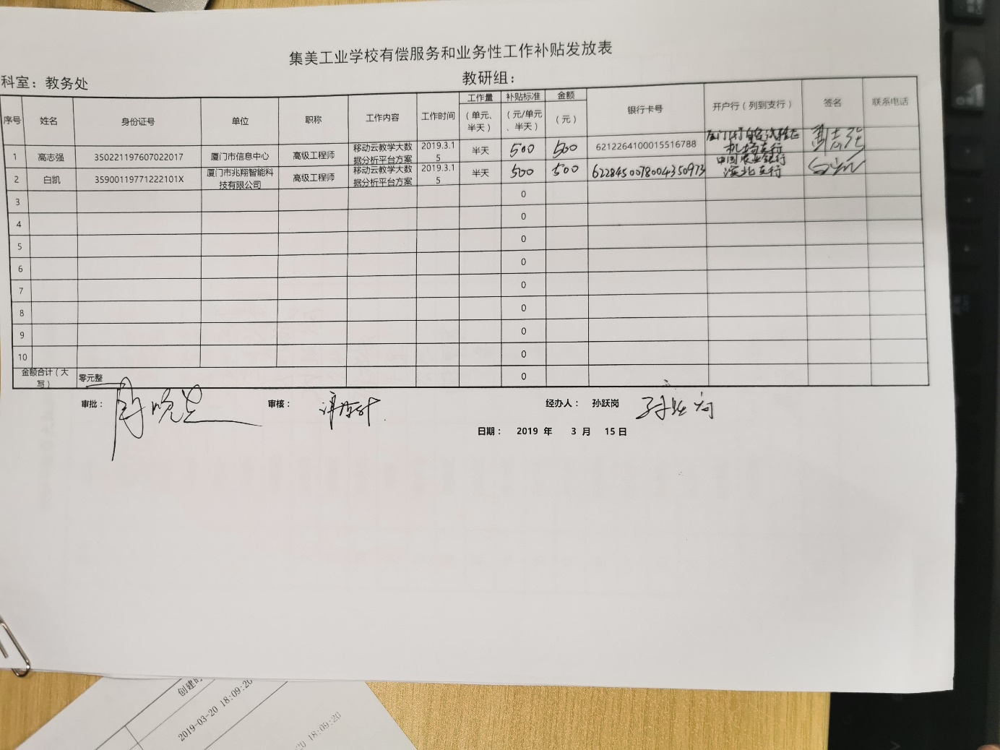 集美工业学校有偿服务和业务性工作补贴发放表
科室：教务处 教研组：
序号 姓名 身份证号 单位 职称 工作内容 工作时间 工作量（单元、半天） 补贴标准（元/单元、半天） 金额（元） 银行卡号 开户行（列到支行） 签名 联系电话
1 高志强 350221197607022017 厦门市信息中心 高级工程师 移动云教学大数据分析平台方案 2019.3.15 半天 500 500 6212264100015516788 机场支行 高志强
2 白凯 35900119771222101X 厦门市兆翔智能科技有限公司 高级工程师 移动云教学大数据分析平台方案 2019.3.15 半天 500 500 6228450078004350973 中国农业银行滨北支行 白凯
3 0
4 0
5 0
6 0
7 0
8 0
9 0
10 0
金额合计（大写） 零元整 0
审批： 审核： 经办人： 孙跃岗 孙跃岗
日期： 2019 年 3 月 15 日
创建时
2019-03-20 18:09:20
20 18:09:20